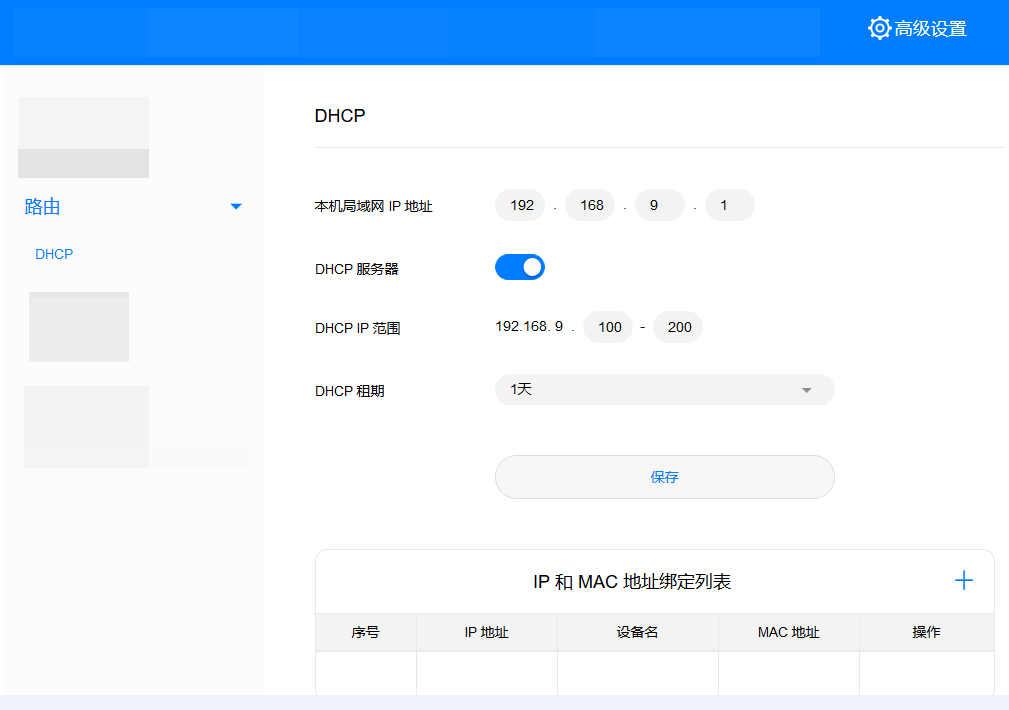 高级设置
DHCP
路由
本机局域网 IP 地址 192 . 168 . 9 . 1
DHCP
DHCP 服务器
DHCP IP 范围 192.168. 9 . 100 - 200
DHCP 租期 1天
保存
IP 和 MAC 地址绑定列表
序号 IP 地址 设备名 MAC 地址 操作